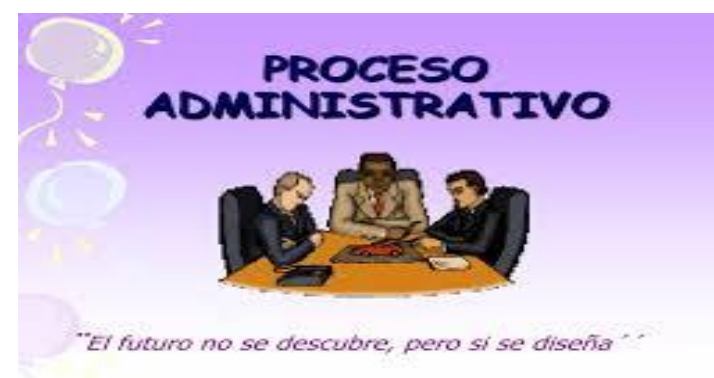 PROCESO
ADMINISTRATIVO
¨El futuro no se descubre, pero si se diseña´´